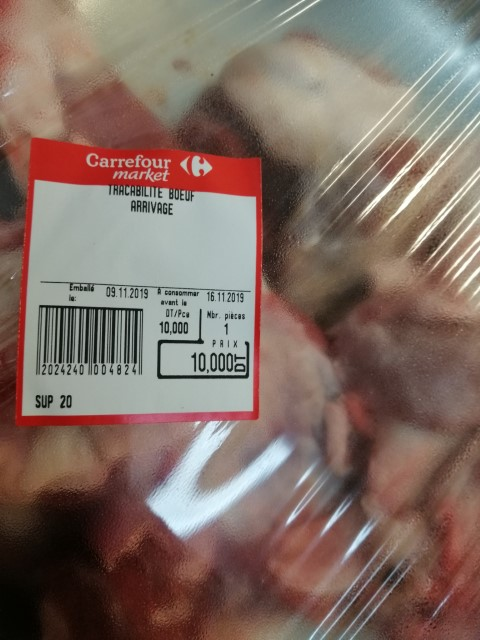 Carrefour
market
TRACABILITE BOEUF
ARRIVAGE
Emballé le: 09.11.2019
A consommer avant le 16.11.2019
DT/Pce
10,000
Nbr. pièces
1
PRIX
10,000 DT
2024240 004824
SUP 20